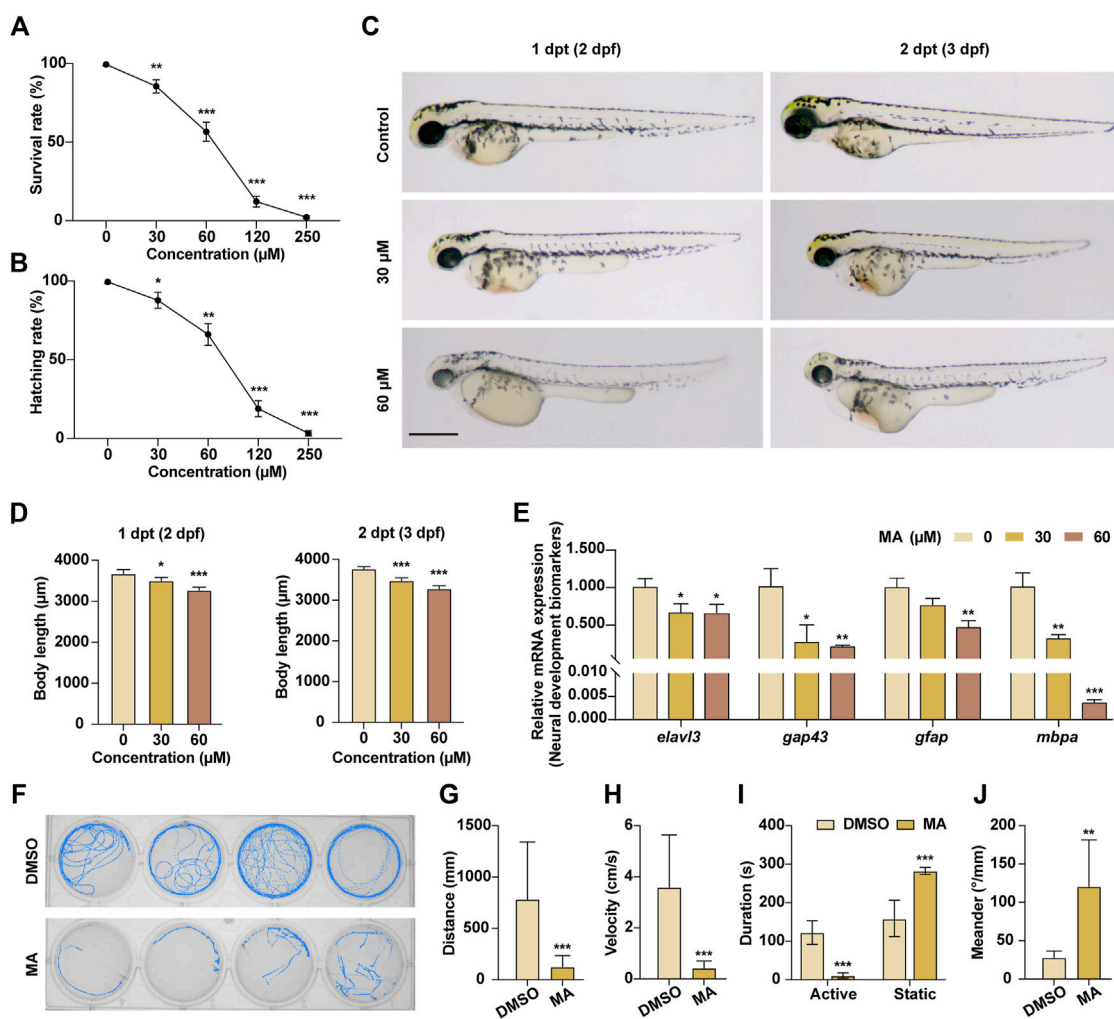 A
100
50
0
Survival rate (%)
**
***
***
***
0 30 60 120 250
Concentration (µM)
B
100
50
0
Hatching rate (%)
*
**
***
***
0 30 60 120 250
Concentration (µM)
C
1 dpt (2 dpf) 2 dpt (3 dpf)
Control
30 µM
60 µM
D
1 dpt (2 dpf)
Body length (µm)
4000
3000
2000
1000
0
* ***
0 30 60
Concentration (µM)
2 dpt (3 dpf)
Body length (µm)
4000
3000
2000
1000
0
*** ***
0 30 60
Concentration (µM)
E
MA (µM) 0 30 60
Relative mRNA expression
(Neural development biomarkers)
1.500
1.000
0.500
0.010
0.005
0.000
* * * ** ** ** ***
elavl3 gap43 gfap mbpa
F
DMSO
MA
G
Distance (mm)
1500
1000
500
0
***
DMSO MA
H
Velocity (cm/s)
6
4
2
0
***
DMSO MA
I
DMSO MA
Duration (s)
400
300
200
100
0
*** ***
Active Static
J
Meander (°/mm)
200
150
100
50
0
**
DMSO MA